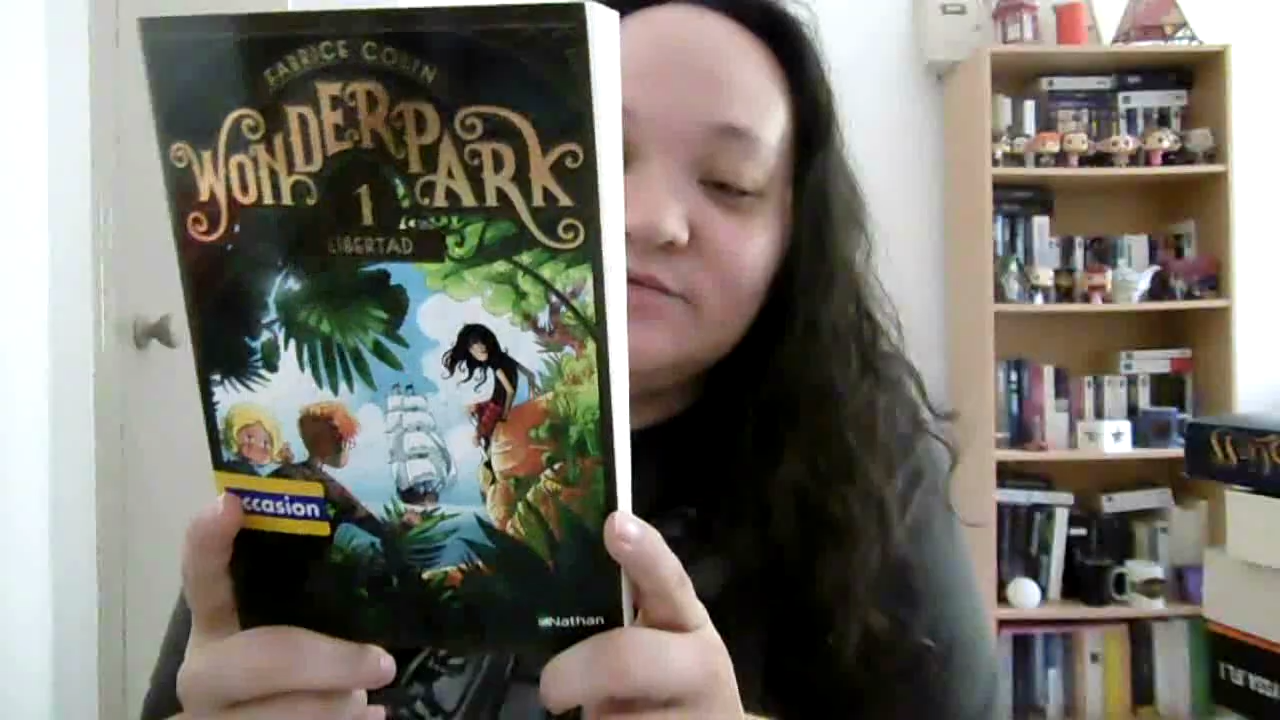 FABRICE COLIN
WONDERPARK
1
LIBERTAD
ccasion
Nathan